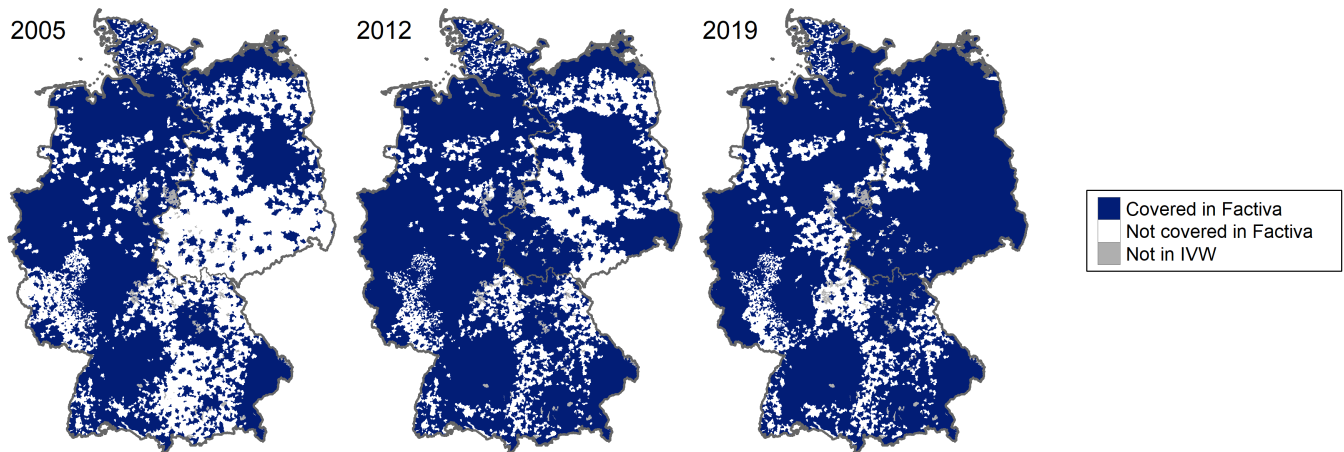 2005
2012
2019
Covered in Factiva
Not covered in Factiva
Not in IVW